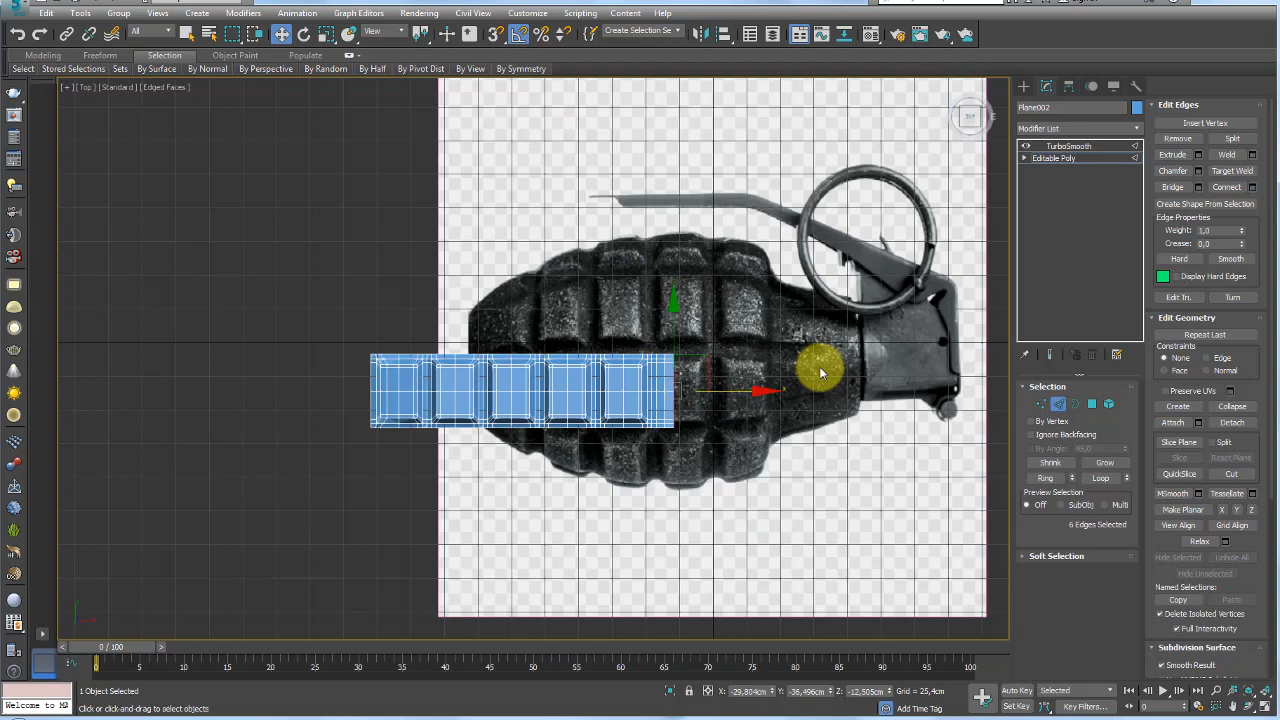 Edit Tools Group Views Create Modifiers Animation Graph Editors Rendering Civil View Customize Scripting Content Help
All View Create Selection Se
Modeling Freeform Selection Object Paint Populate
Select Stored Selections Sets By Surface By Normal By Perspective By Random By Half By Pivot Dist By View By Symmetry
[+] [Top] [Standard] [Edged Faces]
TOP
E
Plane002
Modifier List
TurboSmooth
Editable Poly
Selection
By Vertex
Ignore Backfacing
By Angle: 45,0
Shrink Grow
Ring Loop
Preview Selection
Off SubObj Multi
6 Edges Selected
Soft Selection
Edit Edges
Insert Vertex
Remove Split
Extrude Weld
Chamfer Target Weld
Bridge Connect
Create Shape From Selection
Edge Properties
Weight: 1,0
Crease: 0,0
Hard Smooth
Display Hard Edges
Edit Tri. Turn
Edit Geometry
Repeat Last
Constraints
None Edge
Face Normal
Preserve UVs
Create Collapse
Attach Detach
Slice Plane Split
Slice Reset Plane
QuickSlice Cut
MSmooth Tessellate
Make Planar X Y Z
View Align Grid Align
Relax
Hide Selected Unhide All
Hide Unselected
Named Selections:
Copy Paste
Delete Isolated Vertices
Full Interactivity
Subdivision Surface
Smooth Result
< 0 / 100 >
0 5 10 15 20 25 30 35 40 45 50 55 60 65 70 75 80 85 90 95 100
1 Object Selected X: -29,804cm Y: -36,496cm Z: -12,505cm Grid = 25,4cm Auto Key Selected
Welcome to M click or click-and-drag to select objects Add Time Tag Set Key Key Filters... 0